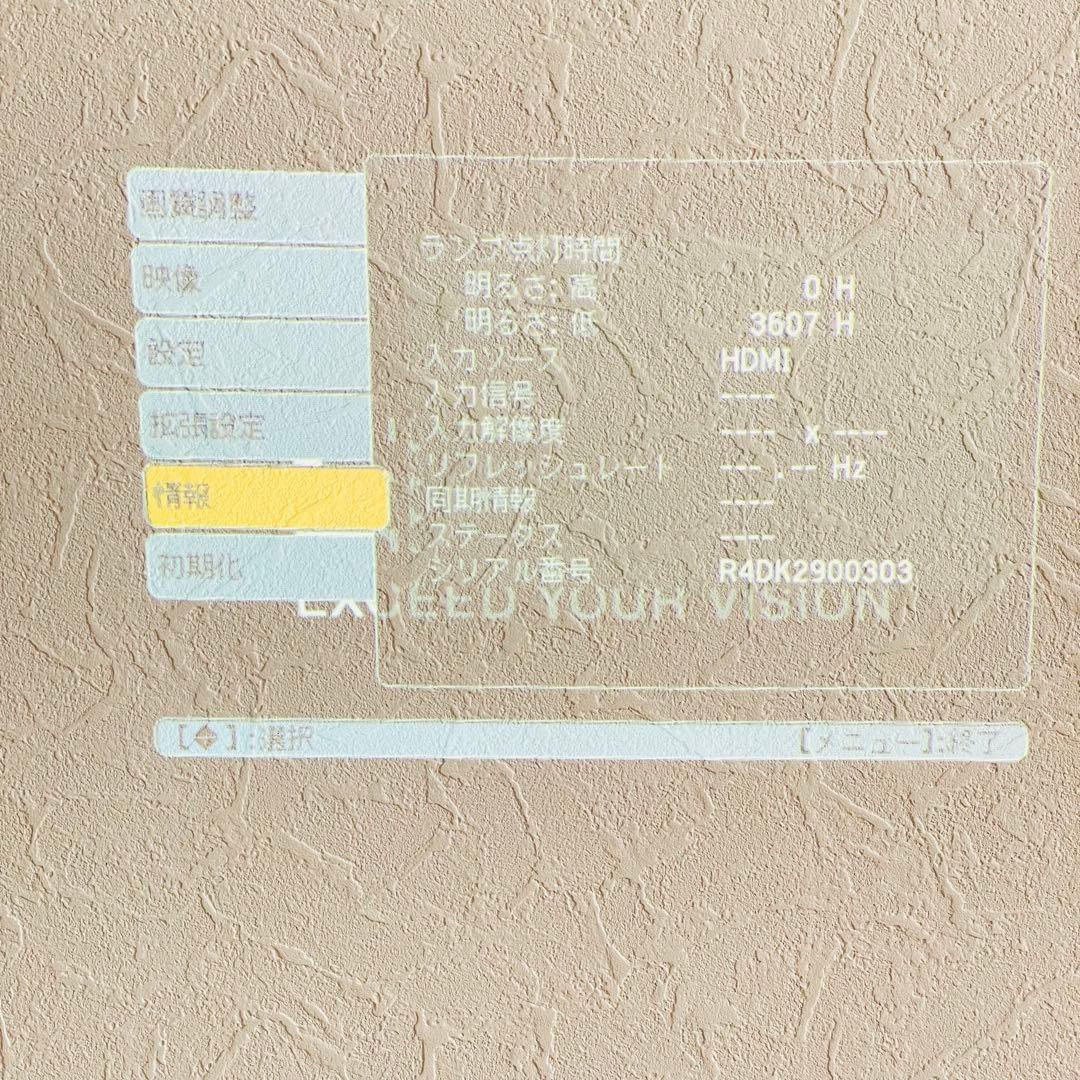 画質調整
映像
設定
拡張設定
情報
初期化
ランプ点灯時間
明るさ: 高 0 H
明るさ: 低 3607 H
入力ソース HDMI
入力信号 ----
入力解像度 ---- x ----
リフレッシュレート --- .-- Hz
同期情報 ----
ステータス ----
シリアル番号 R4DK2900303
EXCEED YOUR VISION
【◆】:選択 【メニュー】:終了